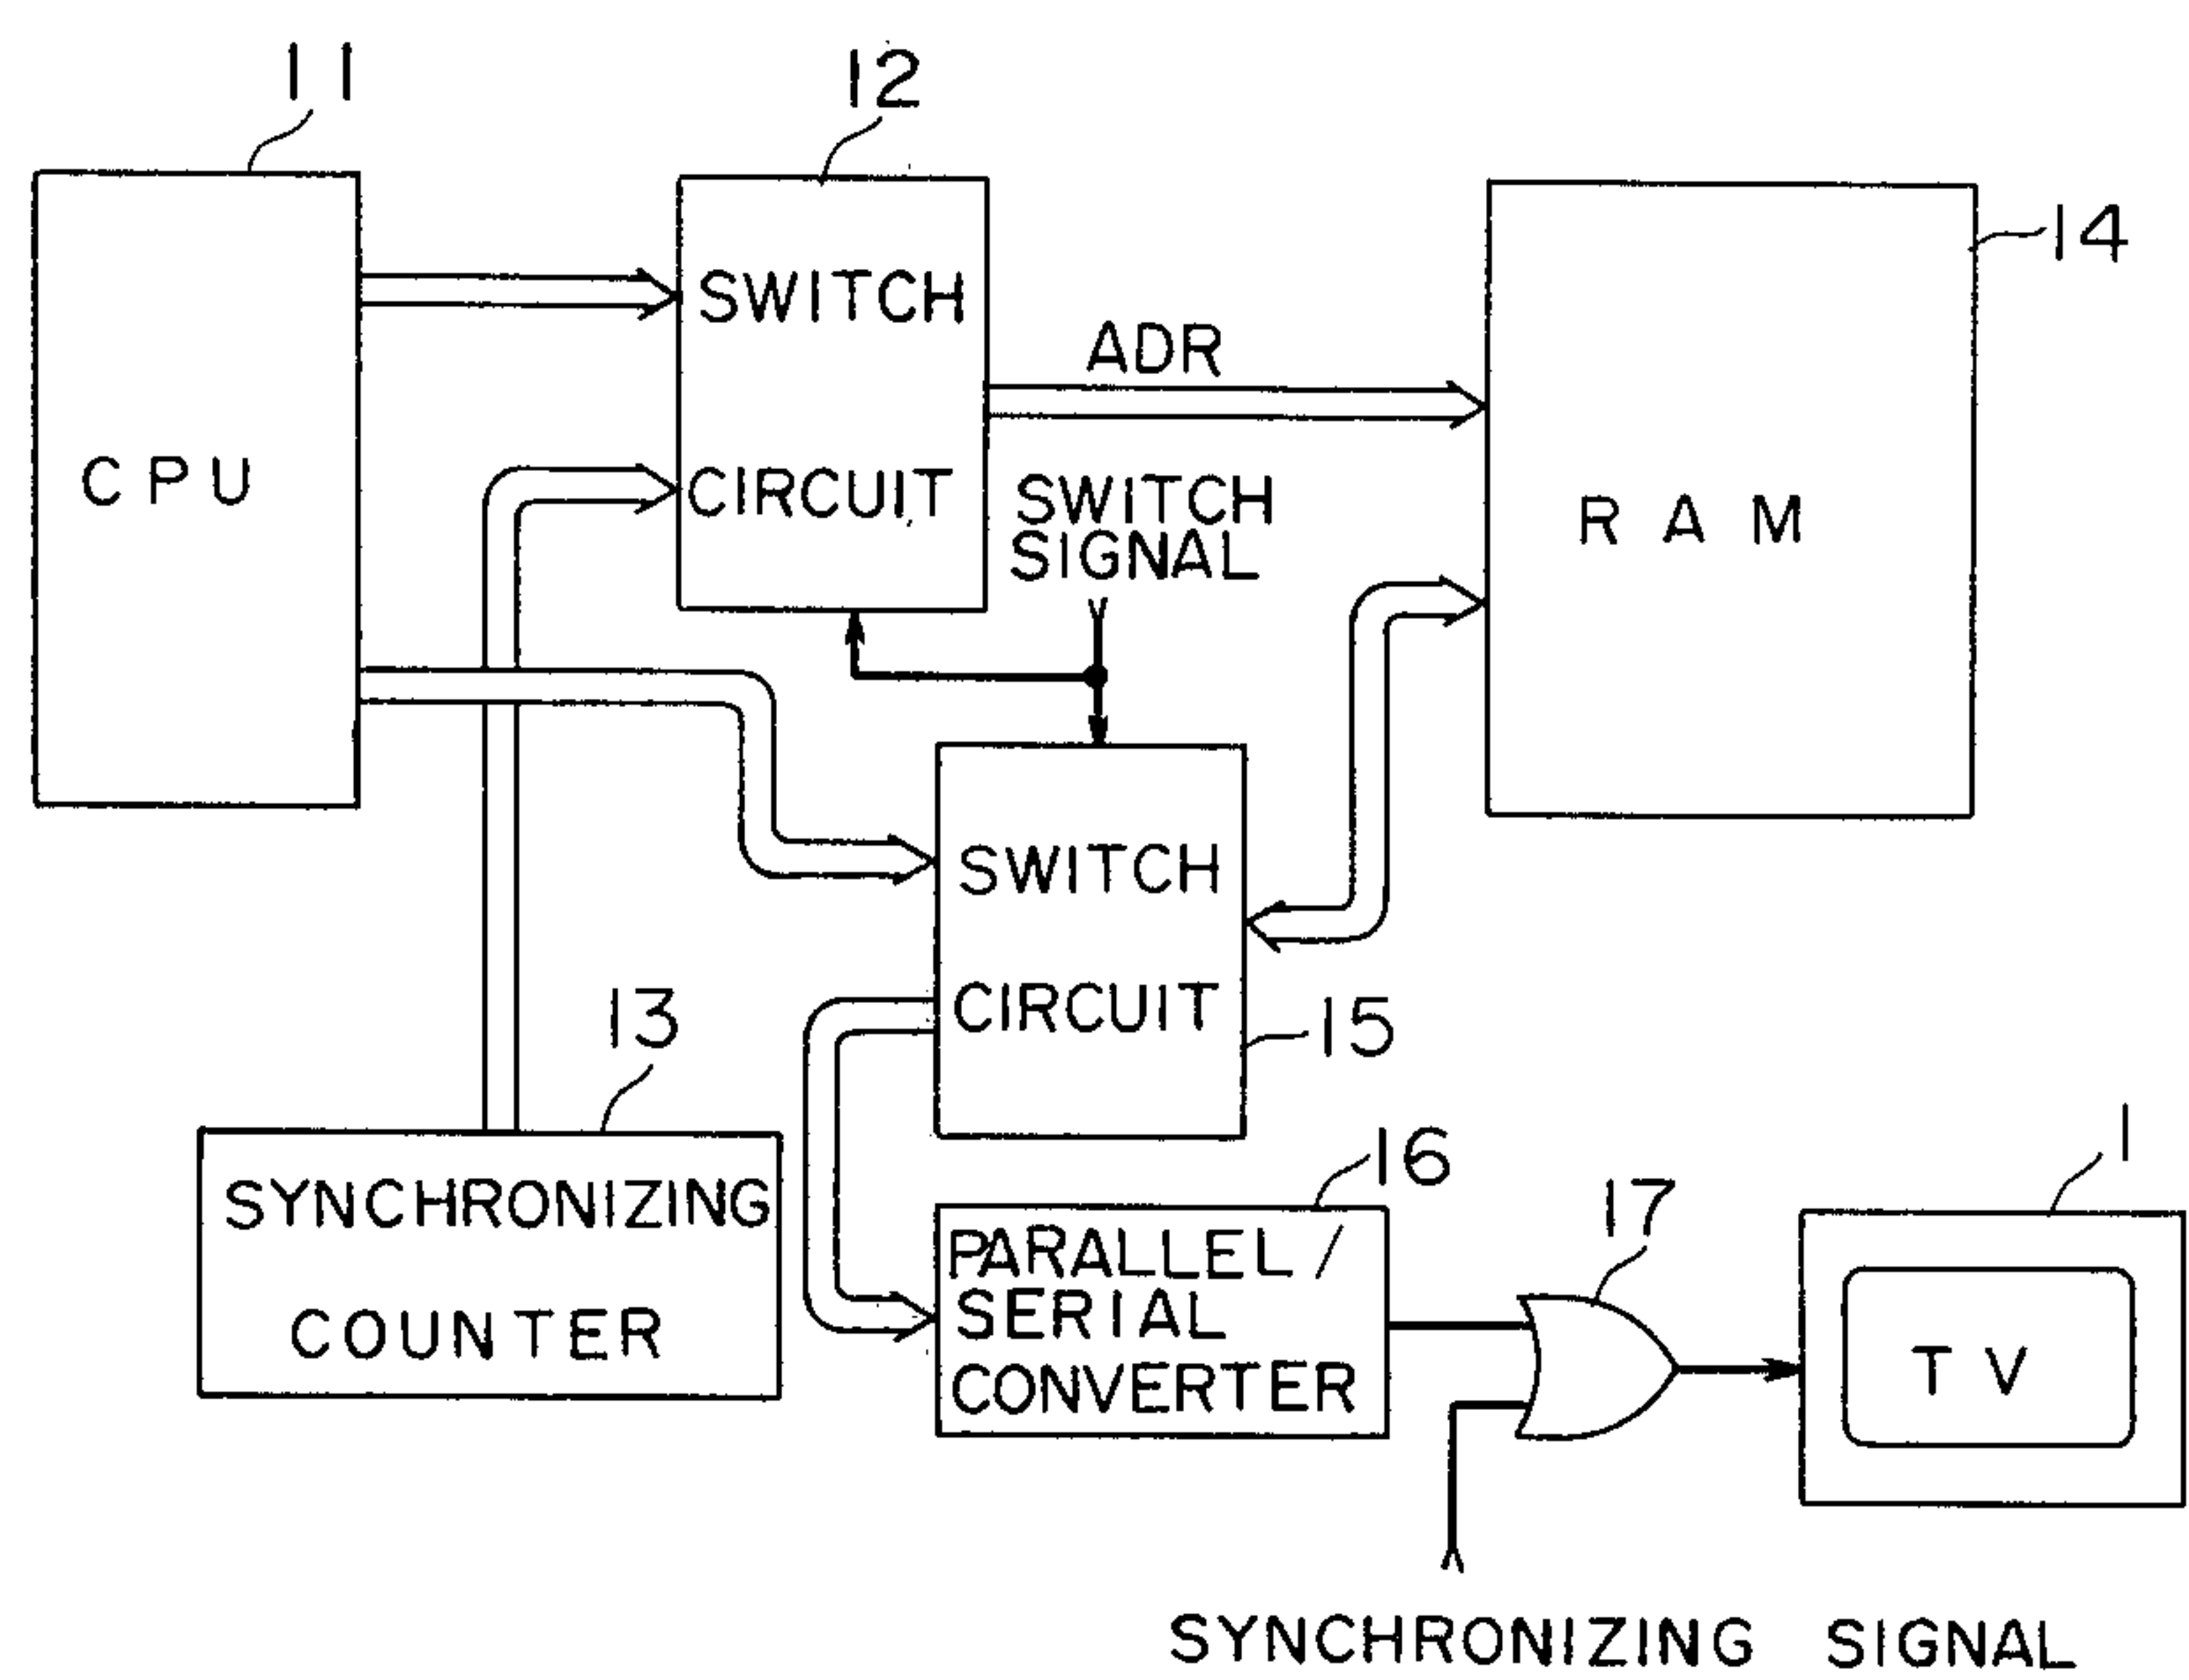 11
12
CPU
SWITCH
CIRCUIT
ADR
SWITCH
SIGNAL
RAM
14
SWITCH
CIRCUIT
15
13
SYNCHRONIZING
COUNTER
16
PARALLEL/
SERIAL
CONVERTER
17
1
TV
SYNCHRONIZING SIGNAL